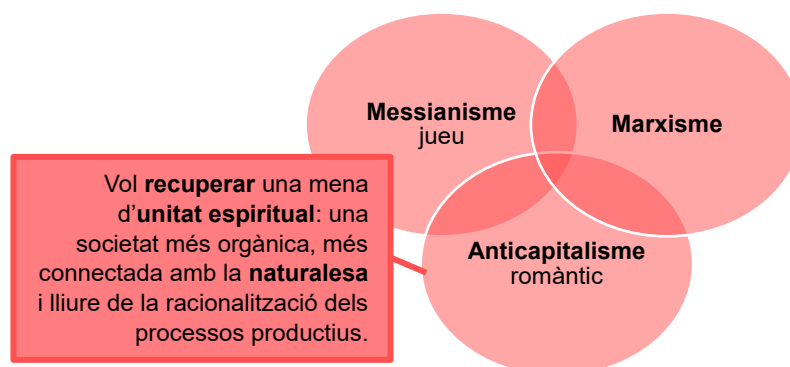 Messianisme
jueu
Marxisme
Vol recuperar una mena
d’unitat espiritual: una
societat més orgànica, més
connectada amb la naturalesa
i lliure de la racionalització dels
processos productius.
Anticapitalisme
romàntic